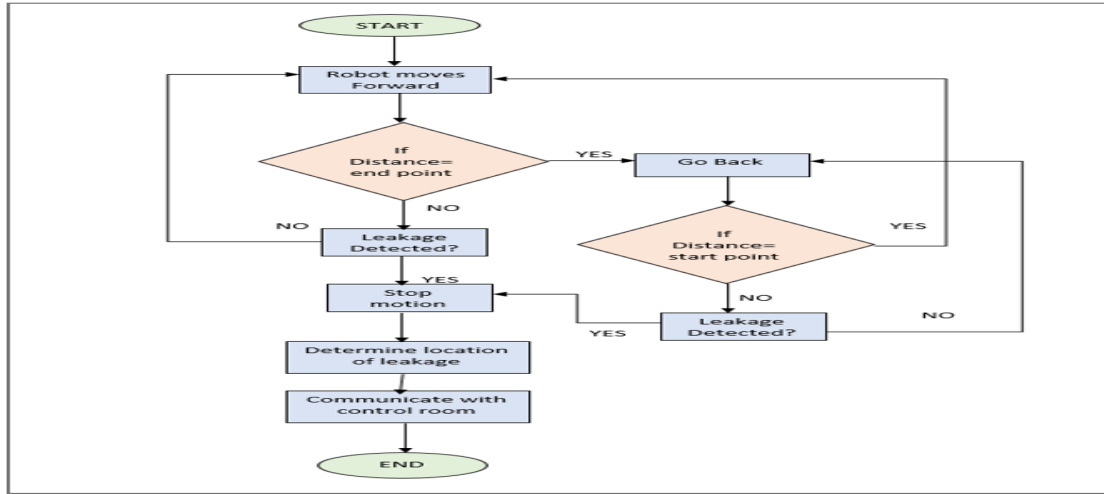 START
Robot moves
Forward
If
Distance=
end point
YES
Go Back
NO
NO
Leakage
Detected?
If
Distance=
start point
YES
YES
Stop
motion
NO
Leakage
Detected?
NO
YES
Determine location
of leakage
Communicate with
control room
END